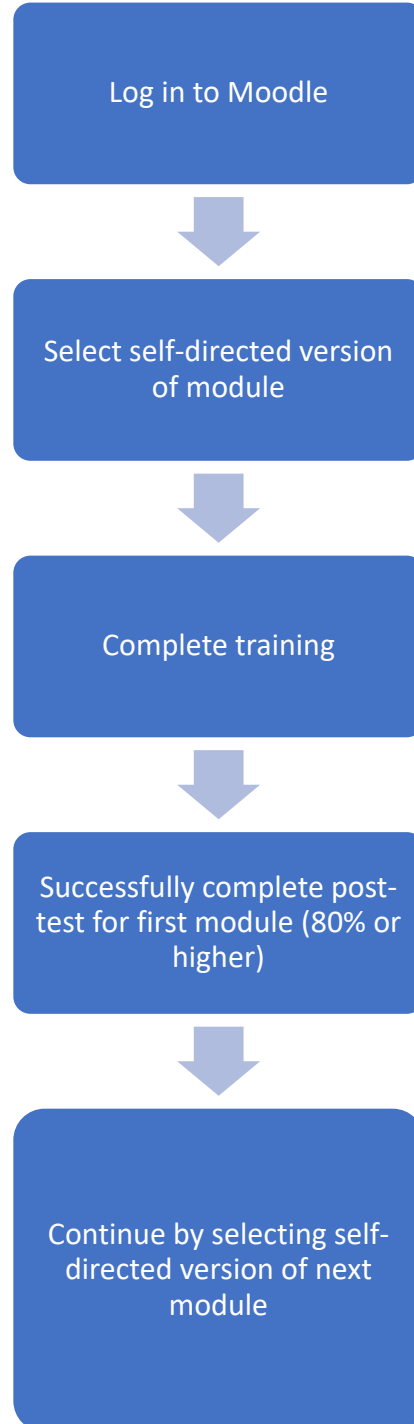 Log in to Moodle
Select self-directed version
of module
Complete training
Successfully complete post-
test for first module (80% or
higher)
Continue by selecting self-
directed version of next
module